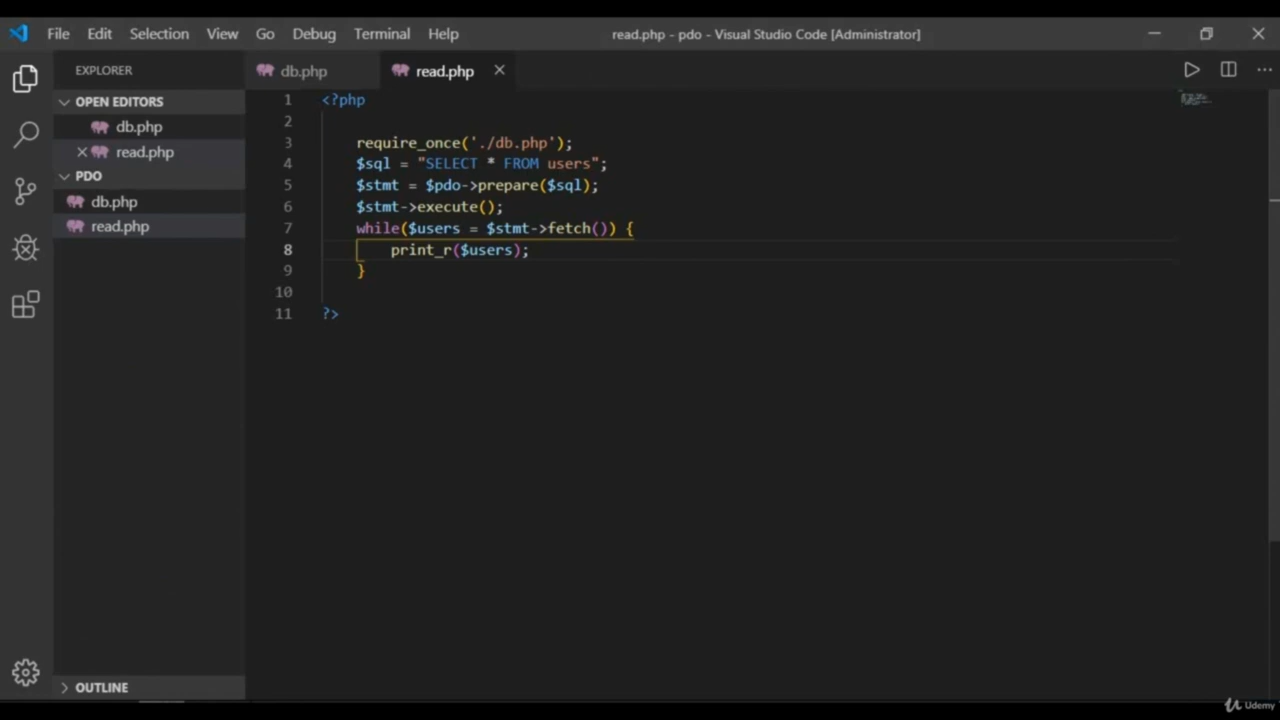 File Edit Selection View Go Debug Terminal Help
read.php - pdo - Visual Studio Code [Administrator]
EXPLORER
OPEN EDITORS
db.php
read.php
PDO
db.php
read.php
OUTLINE
db.php
read.php
1 <?php
2
3 require_once('./db.php');
4 $sql = "SELECT * FROM users";
5 $stmt = $pdo->prepare($sql);
6 $stmt->execute();
7 while($users = $stmt->fetch()) {
8 print_r($users);
9 }
10
11 ?>
Udemy